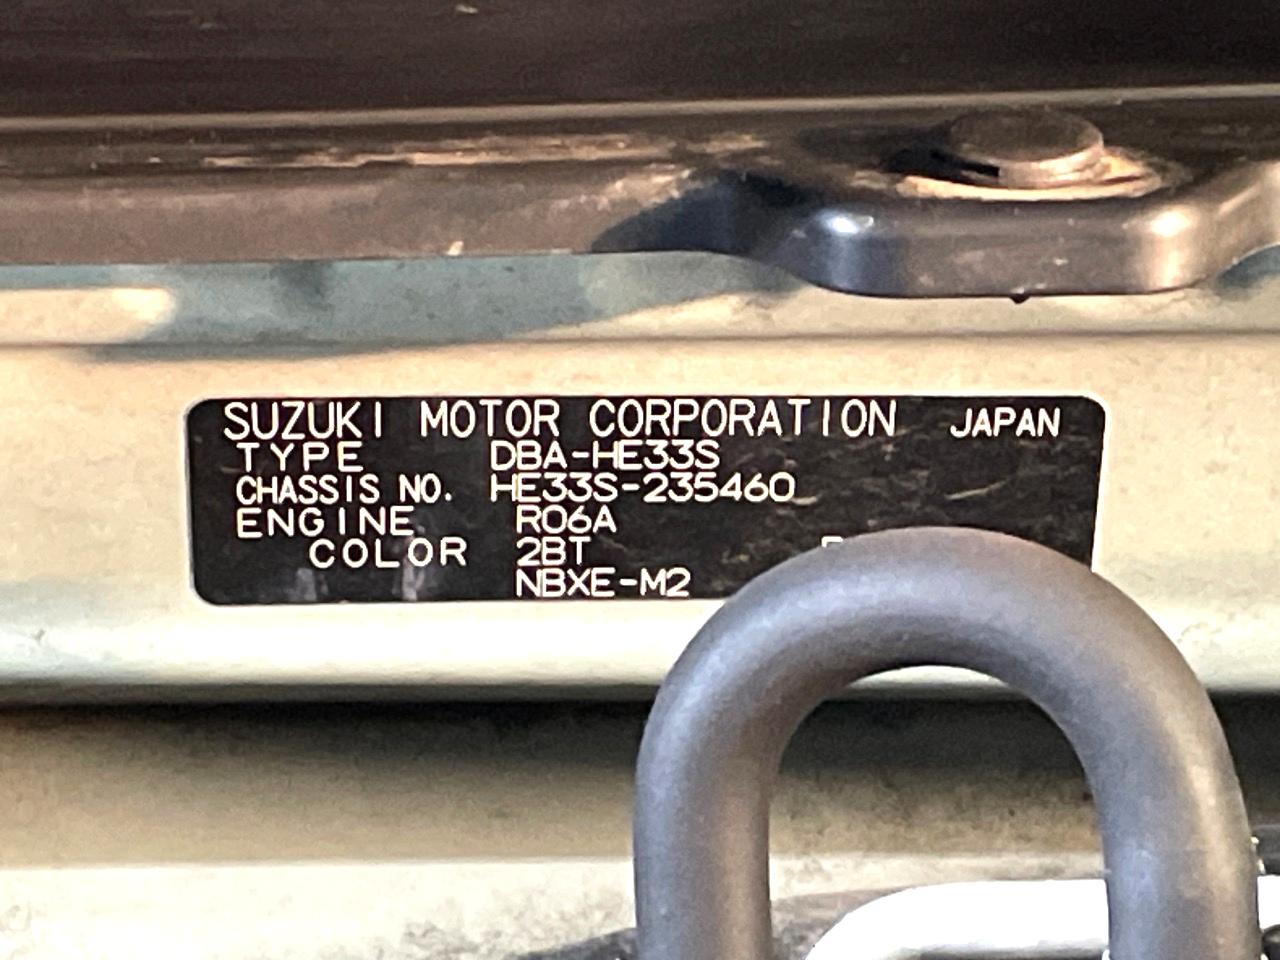 SUZUKI MOTOR CORPORATION JAPAN
TYPE DBA-HE33S
CHASSIS NO. HE33S-235460
ENGINE R06A
COLOR 2BT
NBXE-M2